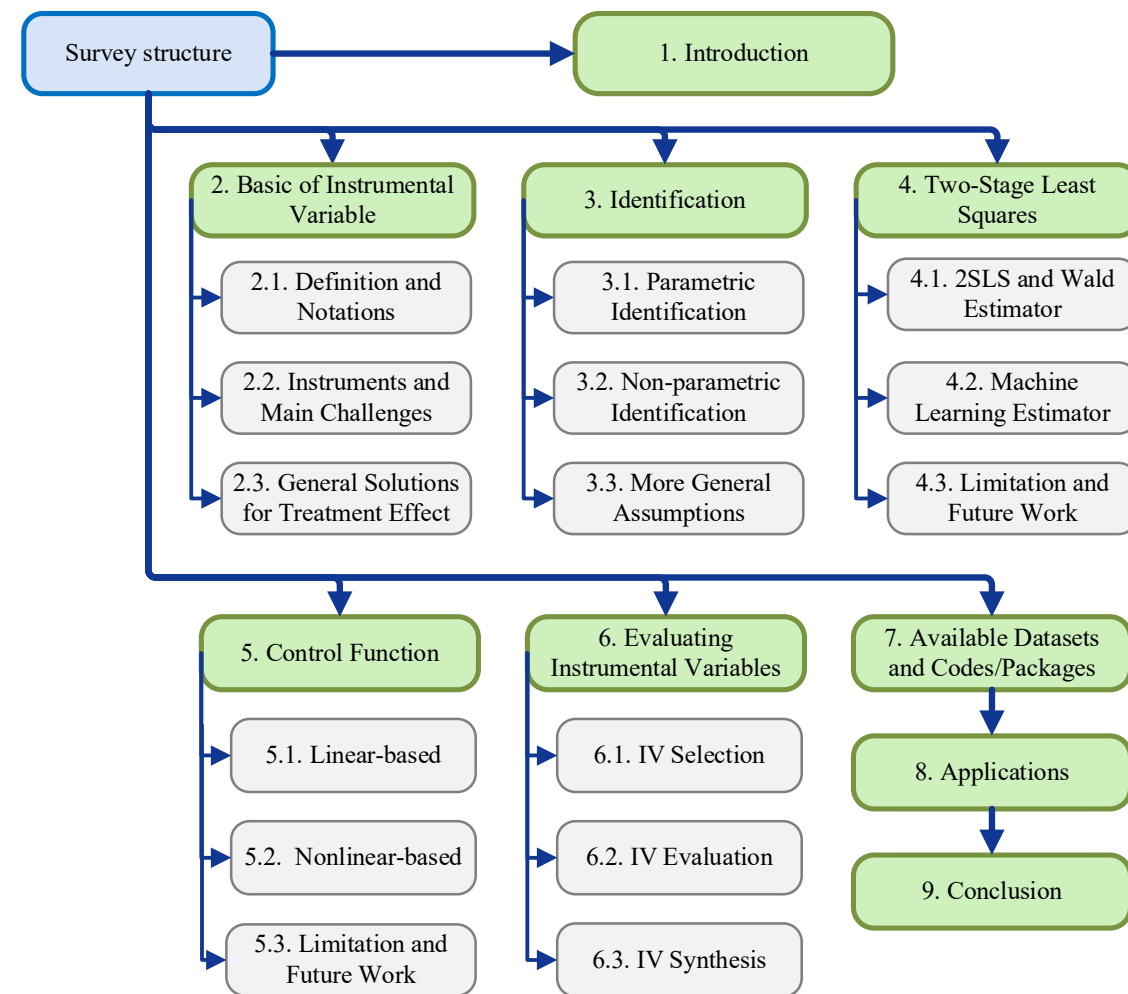 Survey structure
1. Introduction
2. Basic of Instrumental
Variable
2.1. Definition and
Notations
2.2. Instruments and
Main Challenges
2.3. General Solutions
for Treatment Effect
3. Identification
3.1. Parametric
Identification
3.2. Non-parametric
Identification
3.3. More General
Assumptions
4. Two-Stage Least
Squares
4.1. 2SLS and Wald
Estimator
4.2. Machine
Learning Estimator
4.3. Limitation and
Future Work
5. Control Function
5.1. Linear-based
5.2. Nonlinear-based
5.3. Limitation and
Future Work
6. Evaluating
Instrumental Variables
6.1. IV Selection
6.2. IV Evaluation
6.3. IV Synthesis
7. Available Datasets
and Codes/Packages
8. Applications
9. Conclusion